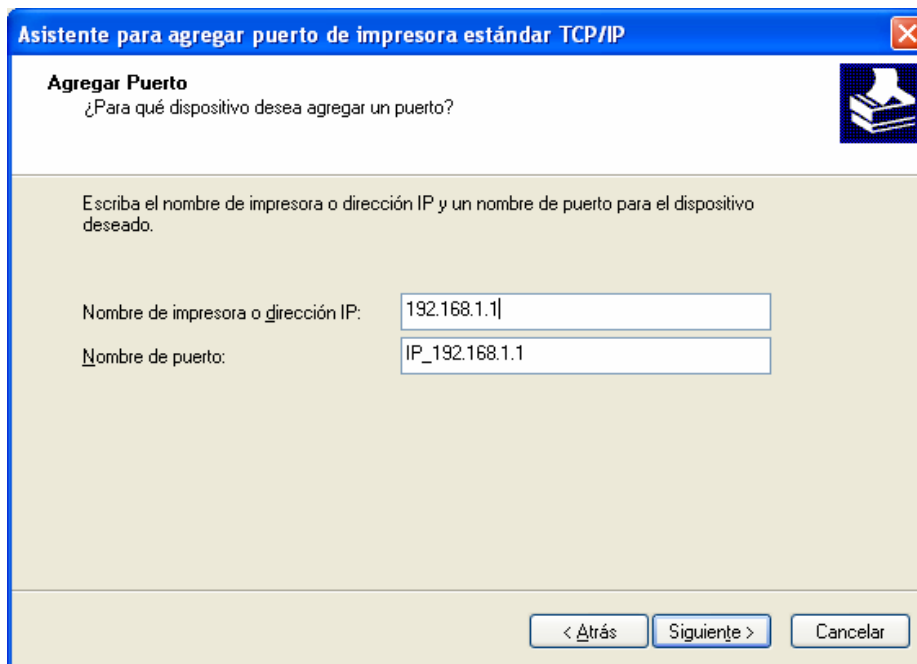 Asistente para agregar puerto de impresora estándar TCP/IP
Agregar Puerto
¿Para qué dispositivo desea agregar un puerto?
Escriba el nombre de impresora o dirección IP y un nombre de puerto para el dispositivo
deseado.
Nombre de impresora o dirección IP: 192.168.1.1
Nombre de puerto: IP_192.168.1.1
< Atrás Siguiente > Cancelar